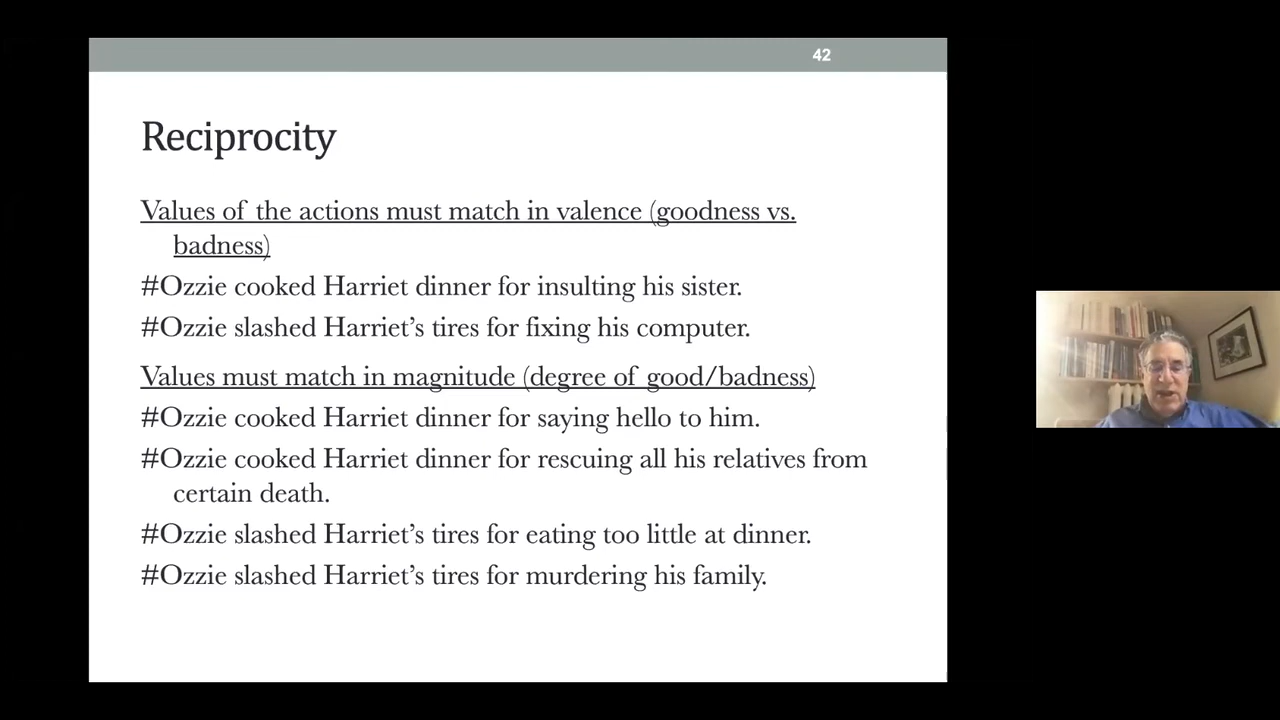 42
Reciprocity
Values of the actions must match in valence (goodness vs.
badness)
#Ozzie cooked Harriet dinner for insulting his sister.
#Ozzie slashed Harriet’s tires for fixing his computer.
Values must match in magnitude (degree of good/badness)
#Ozzie cooked Harriet dinner for saying hello to him.
#Ozzie cooked Harriet dinner for rescuing all his relatives from
certain death.
#Ozzie slashed Harriet’s tires for eating too little at dinner.
#Ozzie slashed Harriet’s tires for murdering his family.